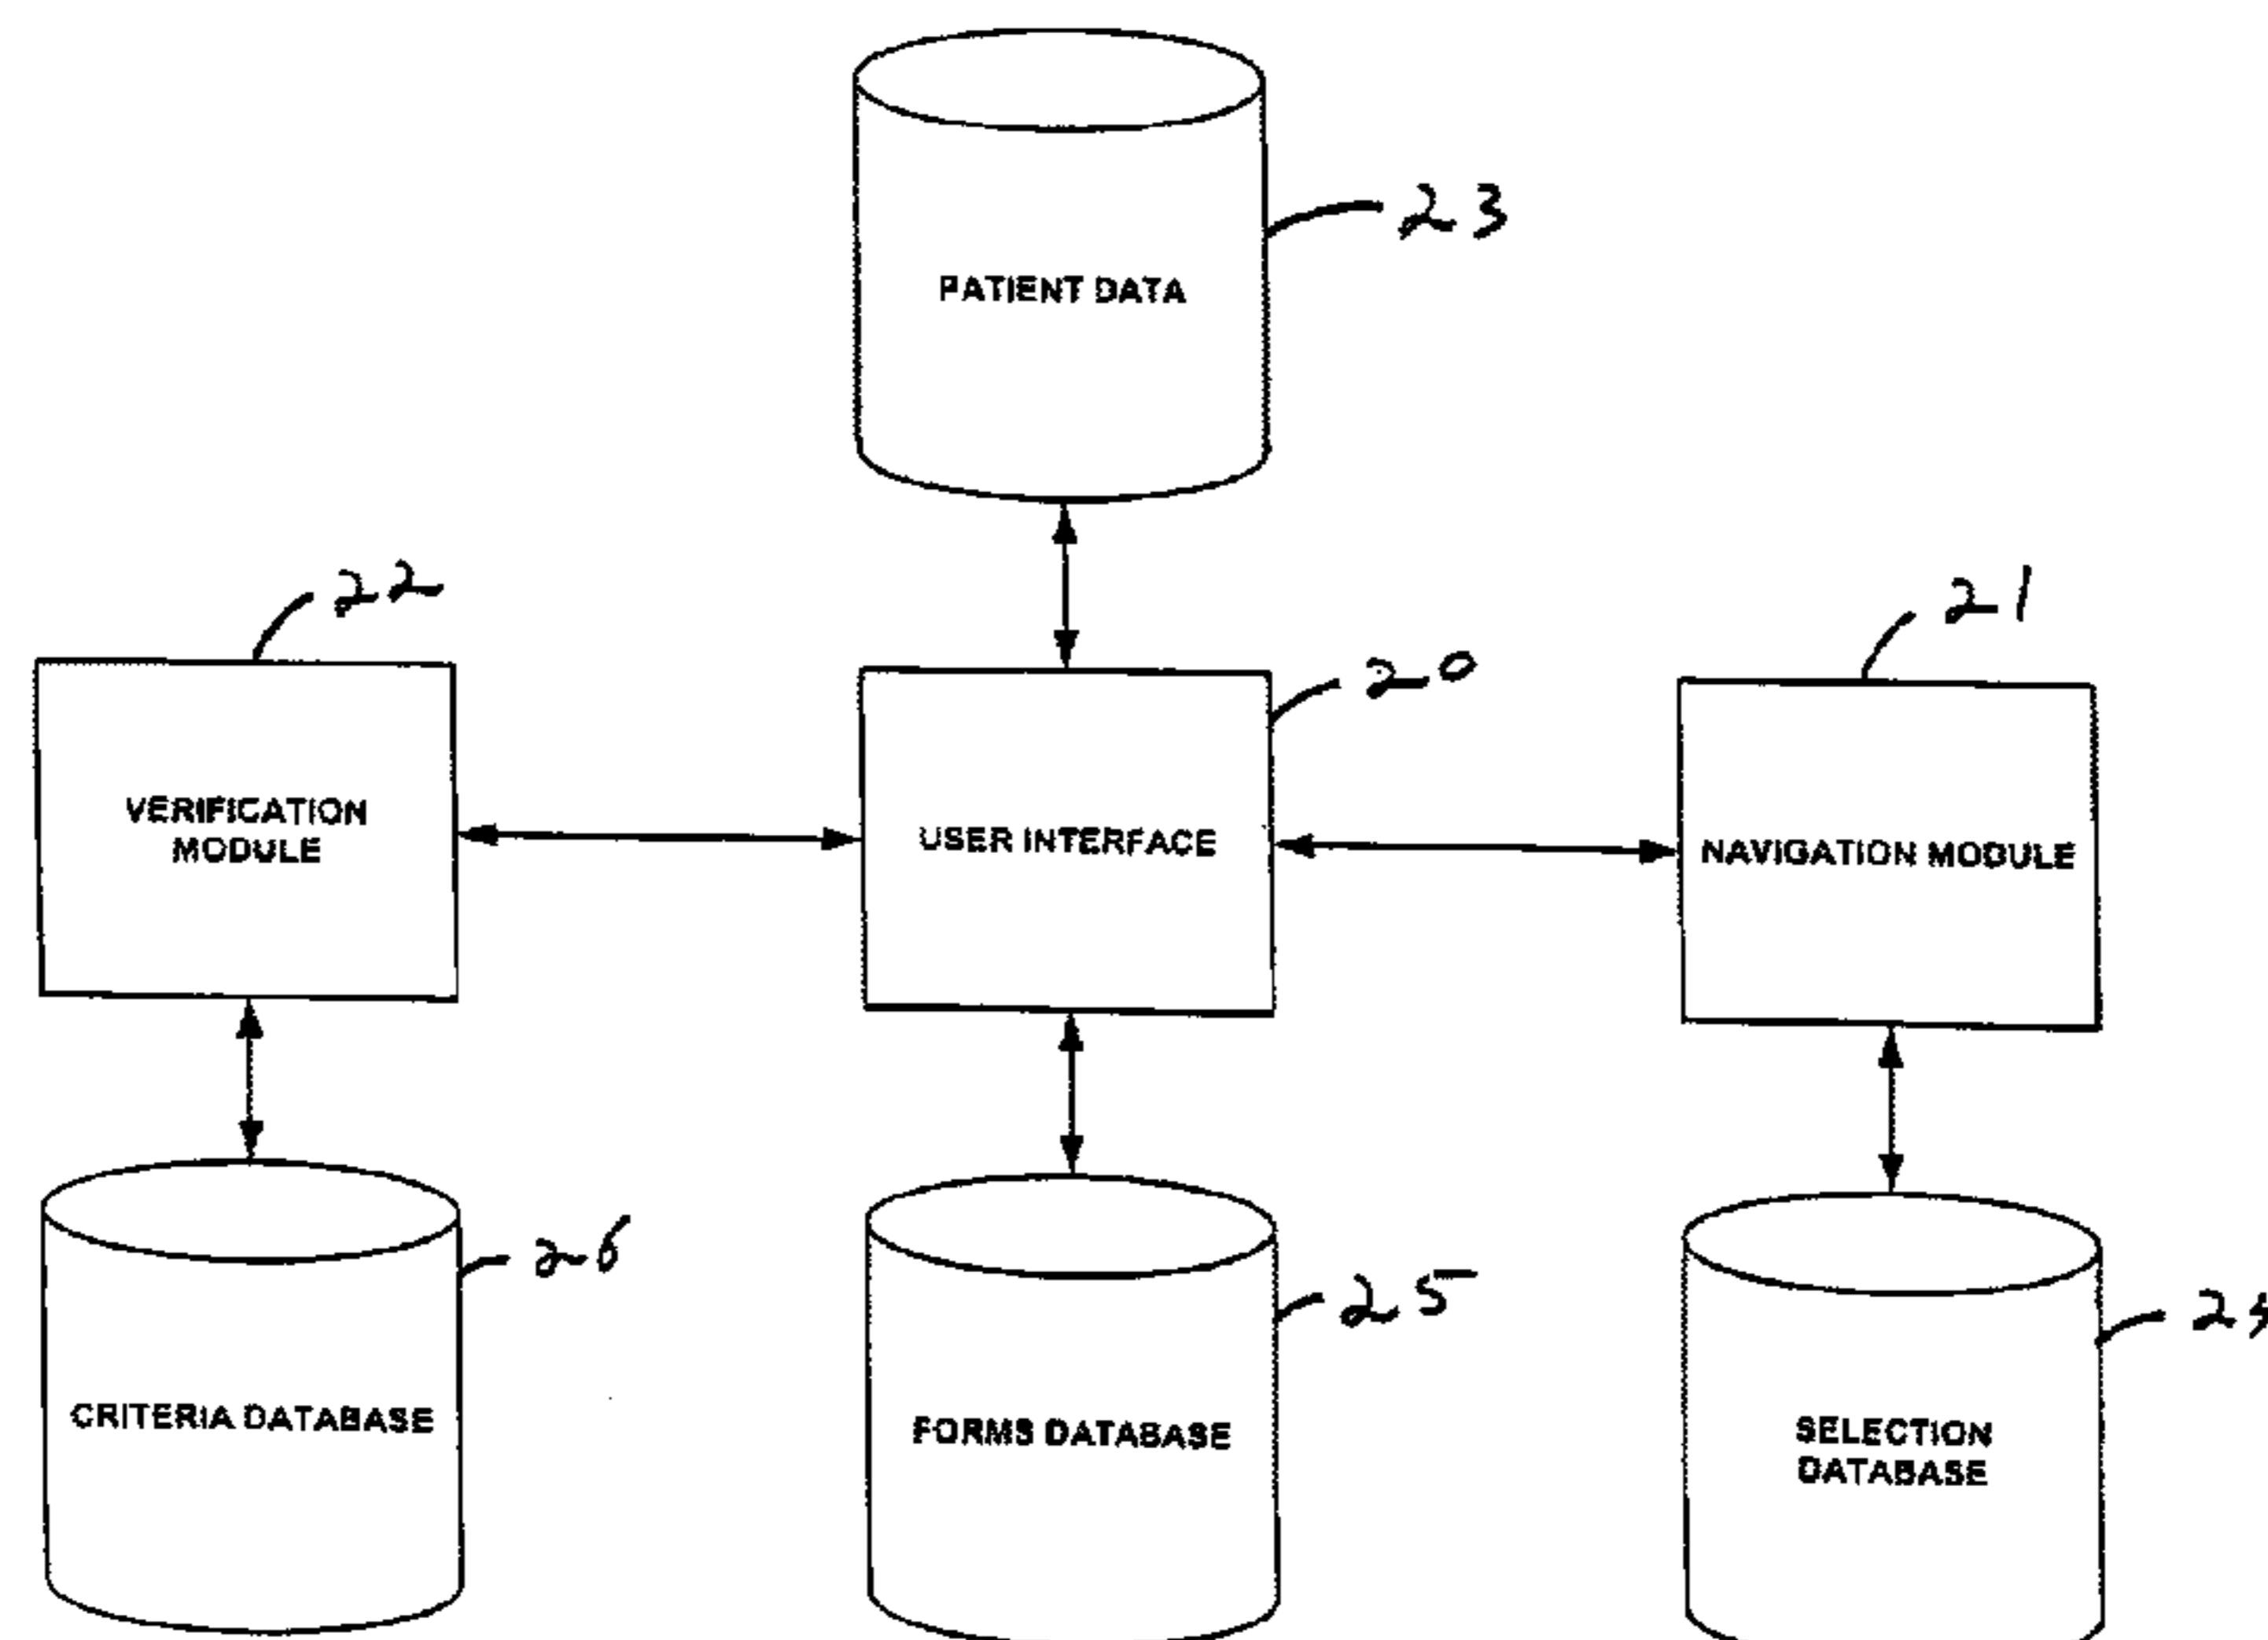 23
PATIENT DATA
22
21
20
VERIFICATION
MODULE
USER INTERFACE
NAVIGATION MODULE
26
25
CRITERIA DATABASE
FORMS DATABASE
SELECTION
DATABASE